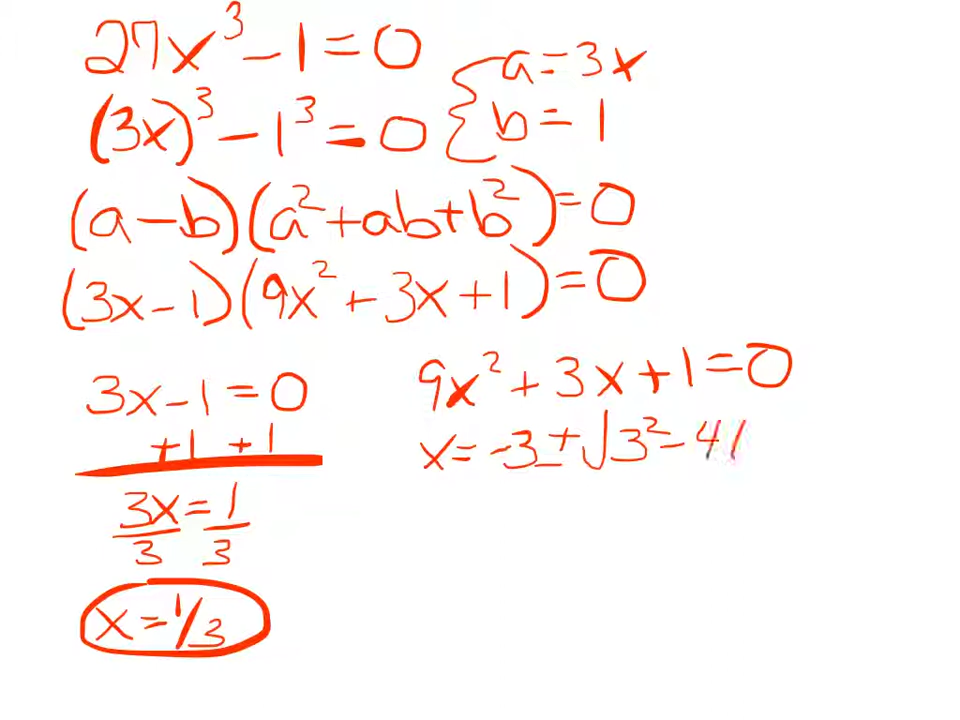 27x³ - 1 = 0
(3x)³ - 1³ = 0 { a = 3x
b = 1
(a - b)(a² + ab + b²) = 0
(3x - 1)(9x² + 3x + 1) = 0
3x - 1 = 0
+1 +1
3x = 1
3 3
x = 1/3
9x² + 3x + 1 = 0
x = -3 ± √3² - 4(